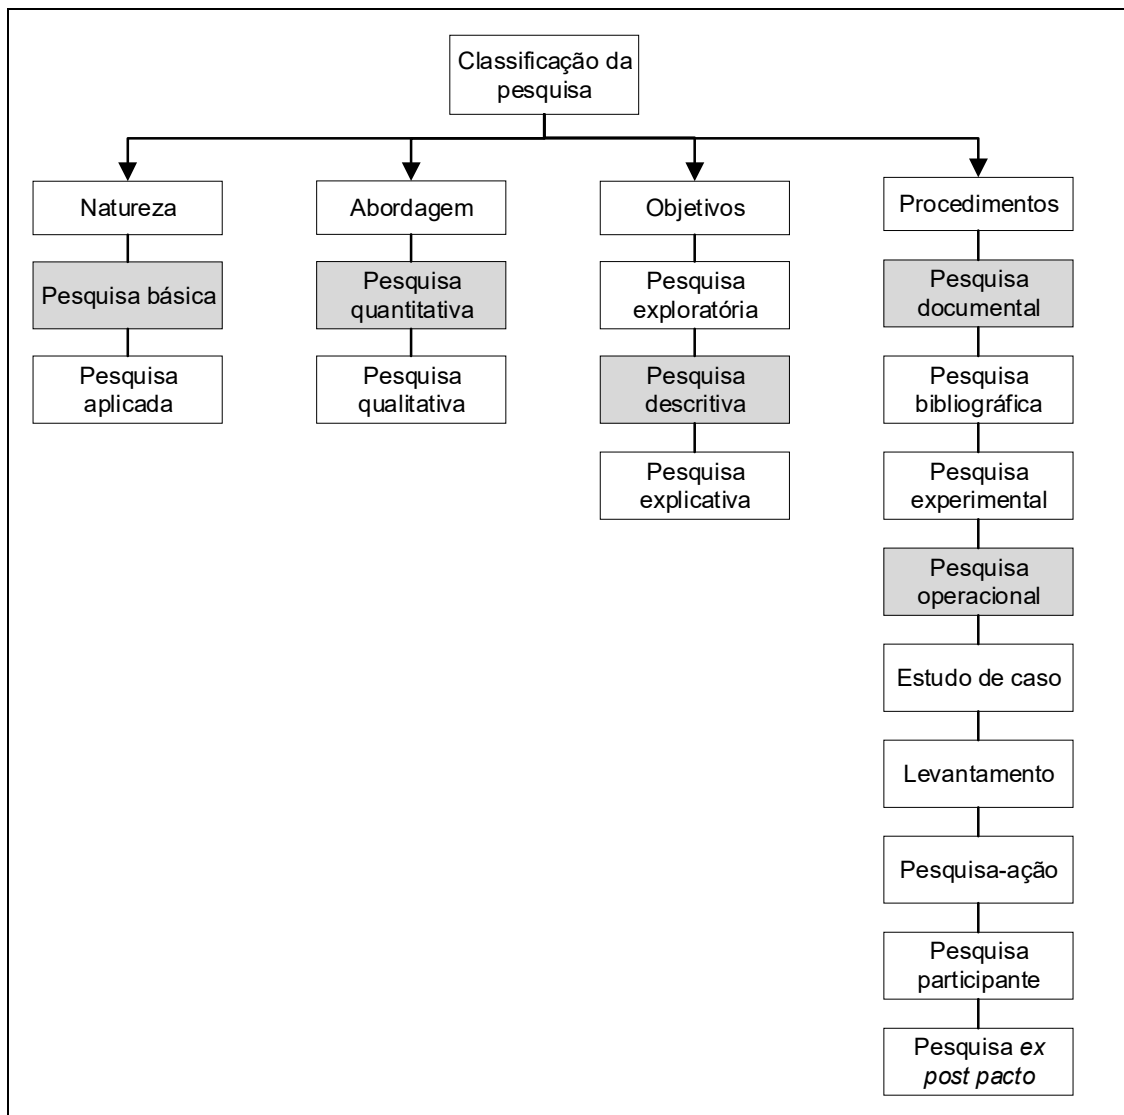 Classificação da
pesquisa
Natureza
Abordagem
Objetivos
Procedimentos
Pesquisa básica
Pesquisa
quantitativa
Pesquisa
exploratória
Pesquisa
documental
Pesquisa
aplicada
Pesquisa
qualitativa
Pesquisa
descritiva
Pesquisa
bibliográfica
Pesquisa
explicativa
Pesquisa
experimental
Pesquisa
operacional
Estudo de caso
Levantamento
Pesquisa-ação
Pesquisa
participante
Pesquisa ex
post pacto